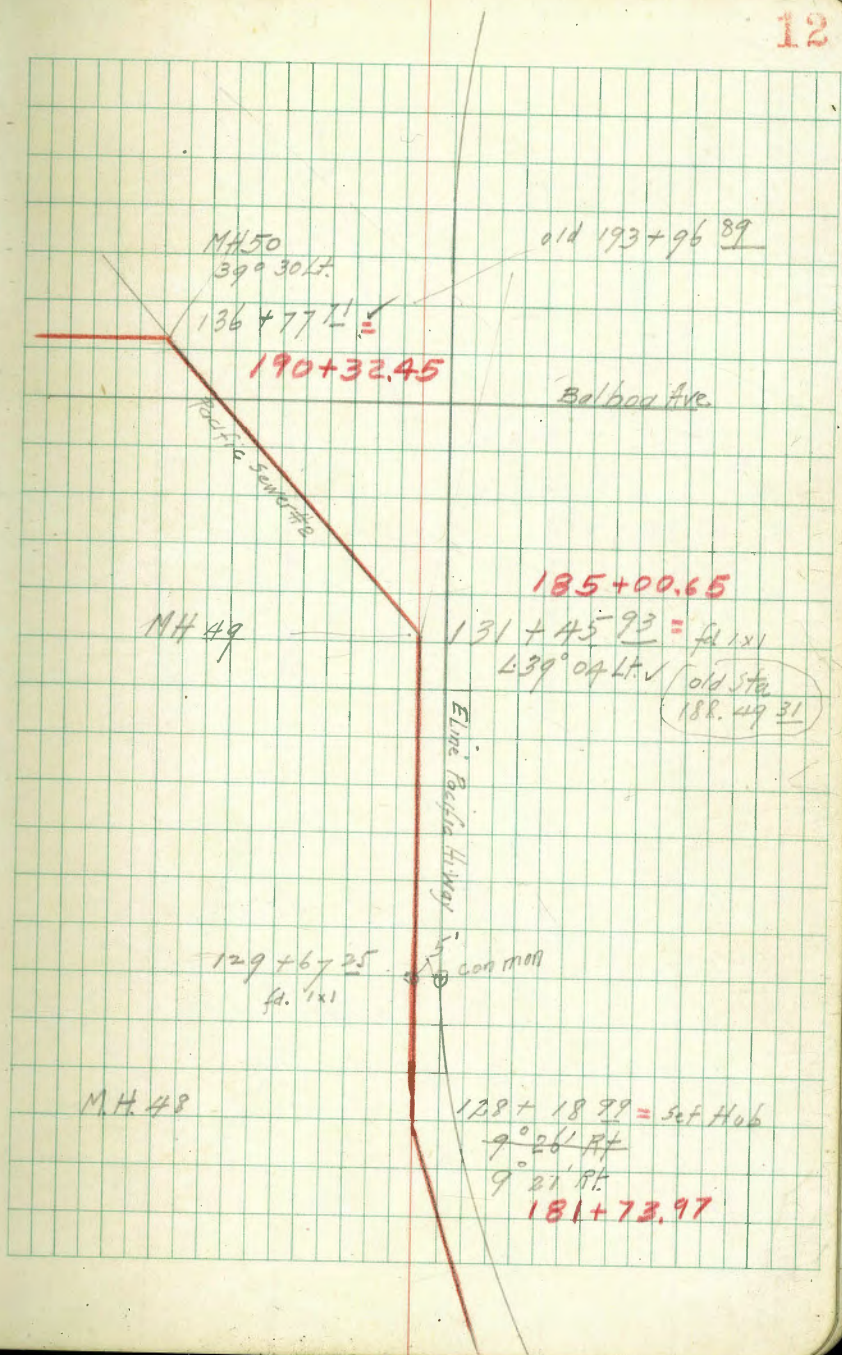 12
MH50
39° 30 Lt.
old 193+96 89
136 + 77 71 ✓ =
190+32.45
Balboa Ave.
Pacific Sewer #2
185+00.65
MH 49
131 + 45 93 = fd 1x1
∠39° 04 Lt. ✓
old Sta
188. 49 31
E Line Pacific Hi-Way
5'
129 + 67 25
common
fd. 1x1
M.H. 48
128 + 18 99 = Set Hub
9° 26' Rt
9° 21' Rt.
181+73.97